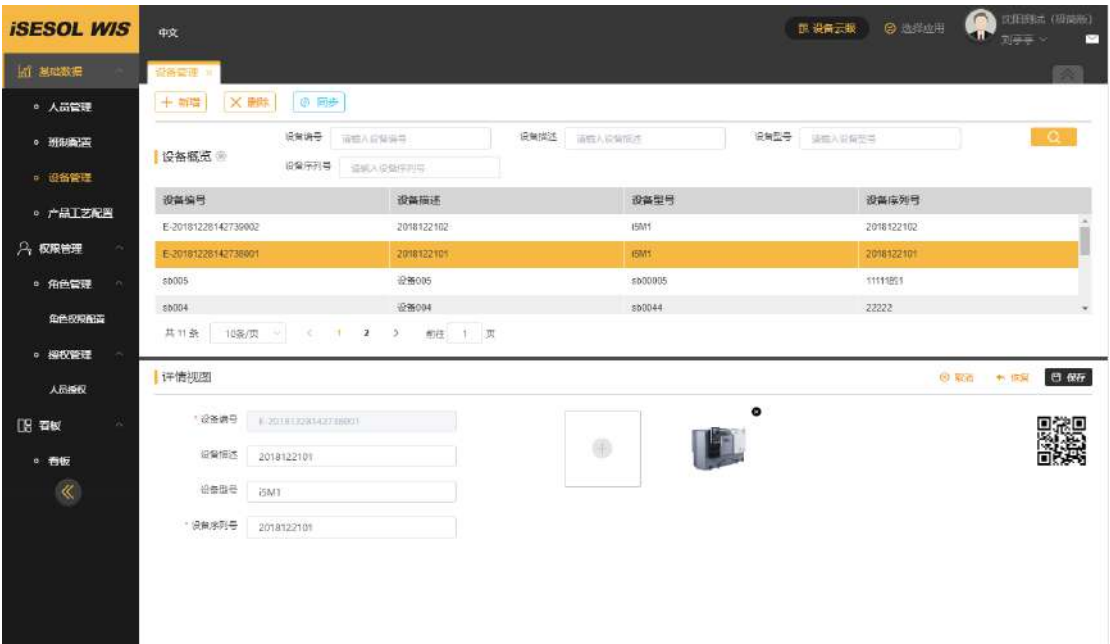 iSESOL WIS
中文
设备云眼
选择应用
基础数据
人员管理
班制配置
设备管理
产品工艺配置
权限管理
角色管理
角色权限配置
授权管理
人员授权
看板
看板
设备管理 ×
新增
删除
同步
设备概览
设备编号 请输入设备编号
设备描述 请输入设备描述
设备型号 请输入设备型号
设备序列号 请输入设备序列号
设备编号 设备描述 设备型号 设备序列号
E-20181228142739002 2018122102 i5M1 2018122102
E-20181228142738001 2018122101 i5M1 2018122101
sb005 设备005 sb00005
sb004 设备004 sb0044 22222
共 11 条 10条/页 < 1 2 > 前往 1 页
详情视图
取消 恢复 保存
* 设备编号 E-20181228142738001
设备描述 2018122101
设备型号 i5M1
* 设备序列号 2018122101